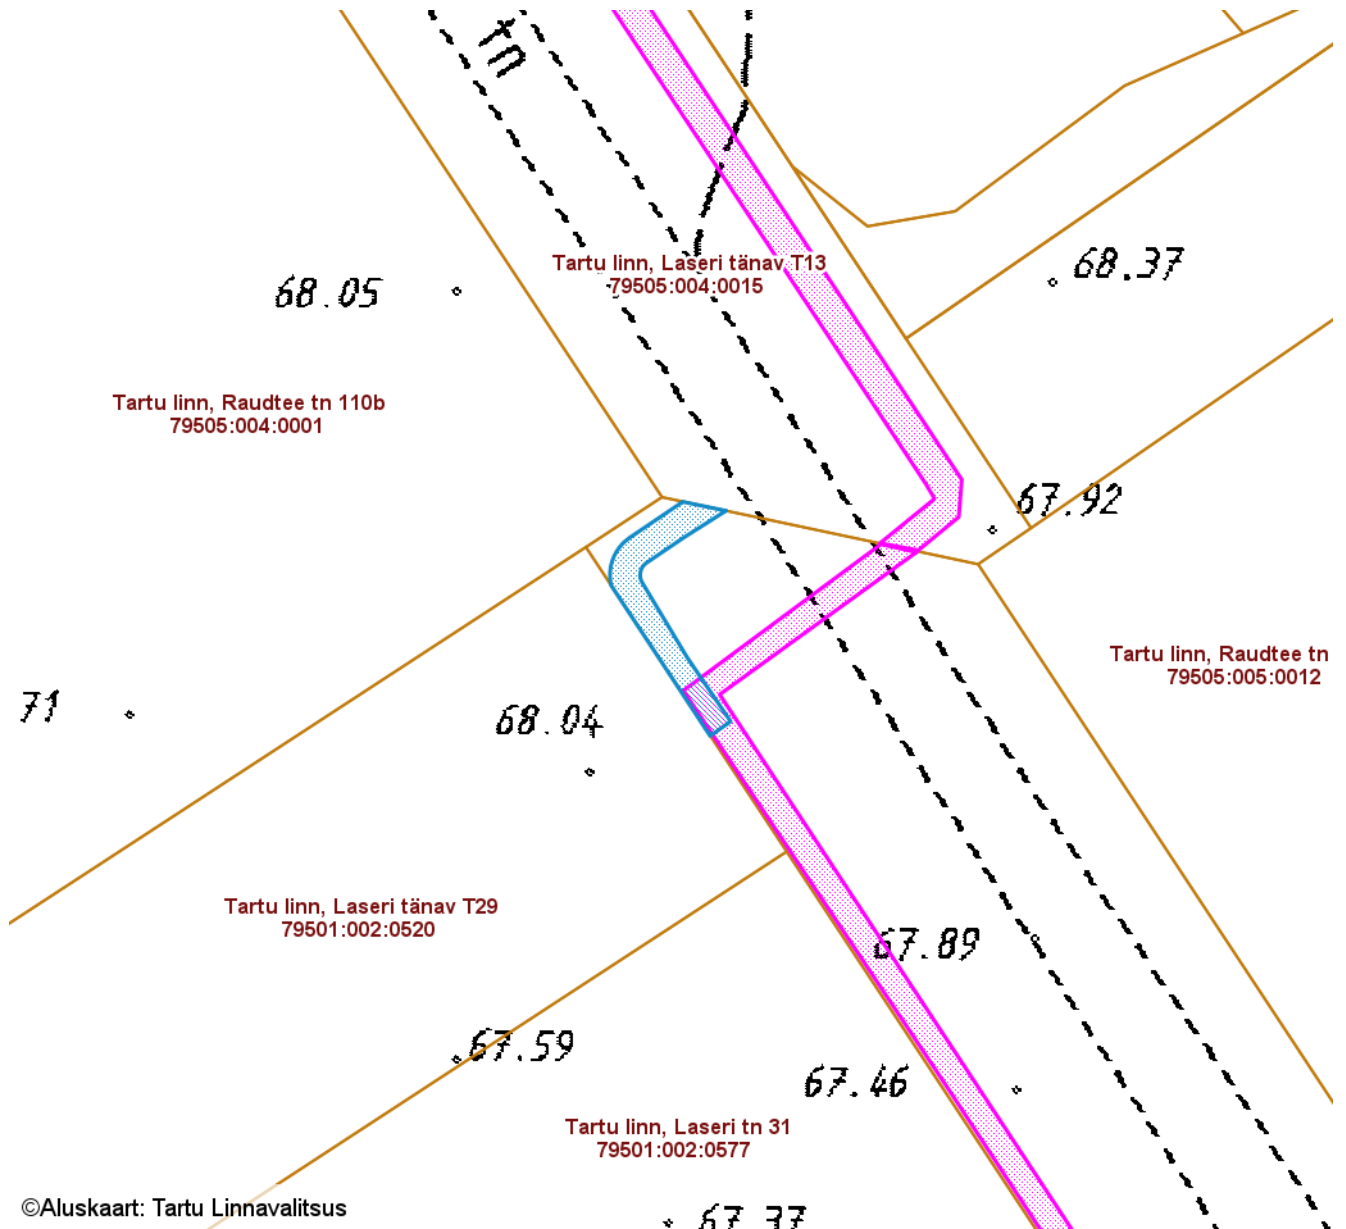 tn
Tartu linn, Laseri tänav T13
79505:004:0015
68.37
68.05
Tartu linn, Raudtee tn 110b
79505:004:0001
67.92
Tartu linn, Raudtee tn
79505:005:0012
71
68.04
Tartu linn, Laseri tänav T29
79501:002:0520
67.89
67.59
67.46
Tartu linn, Laseri tn 31
79501:002:0577
©Aluskaart: Tartu Linnavalitsus
67.37